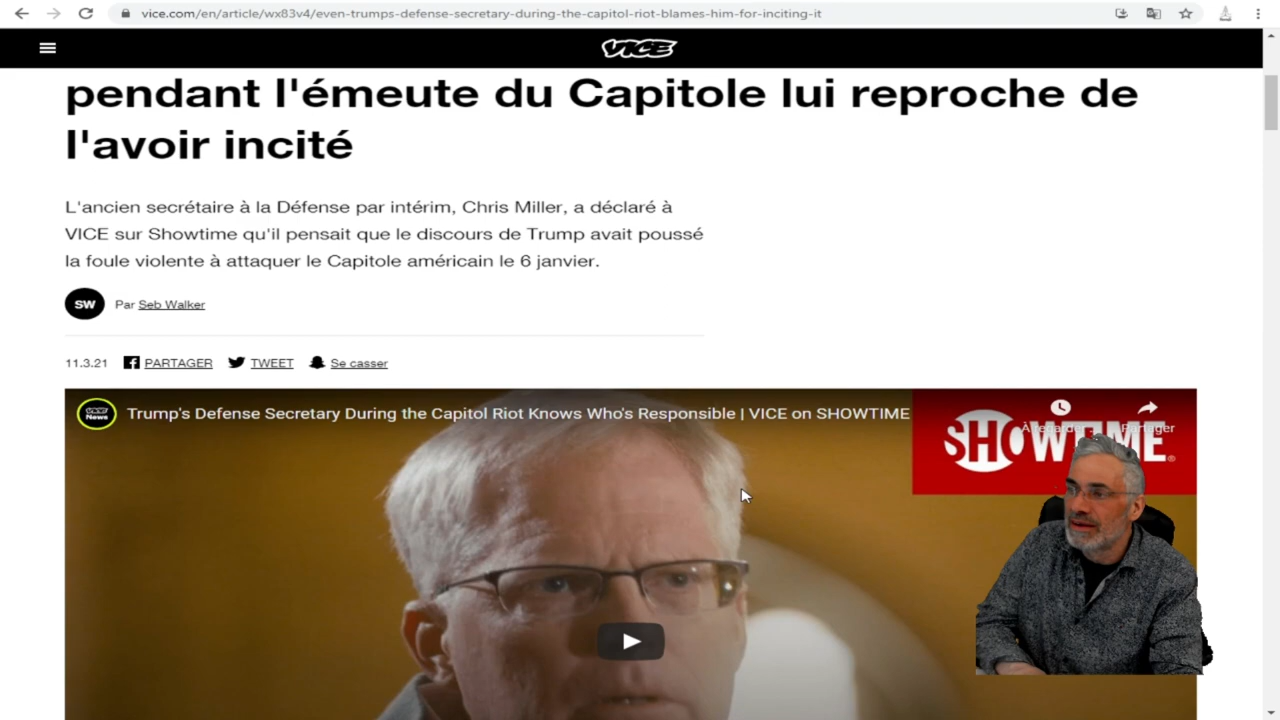 vice.com/en/article/wx83v4/even-trumps-defense-secretary-during-the-capitol-riot-blames-him-for-inciting-it
VICE
pendant l'émeute du Capitole lui reproche de
l'avoir incité
L'ancien secrétaire à la Défense par intérim, Chris Miller, a déclaré à
VICE sur Showtime qu'il pensait que le discours de Trump avait poussé
la foule violente à attaquer le Capitole américain le 6 janvier.
SW Par Seb Walker
11.3.21 PARTAGER TWEET Se casser
VICE News Trump's Defense Secretary During the Capitol Riot Knows Who's Responsible | VICE on SHOWTIME
À regarder Partager
SHOWTIME